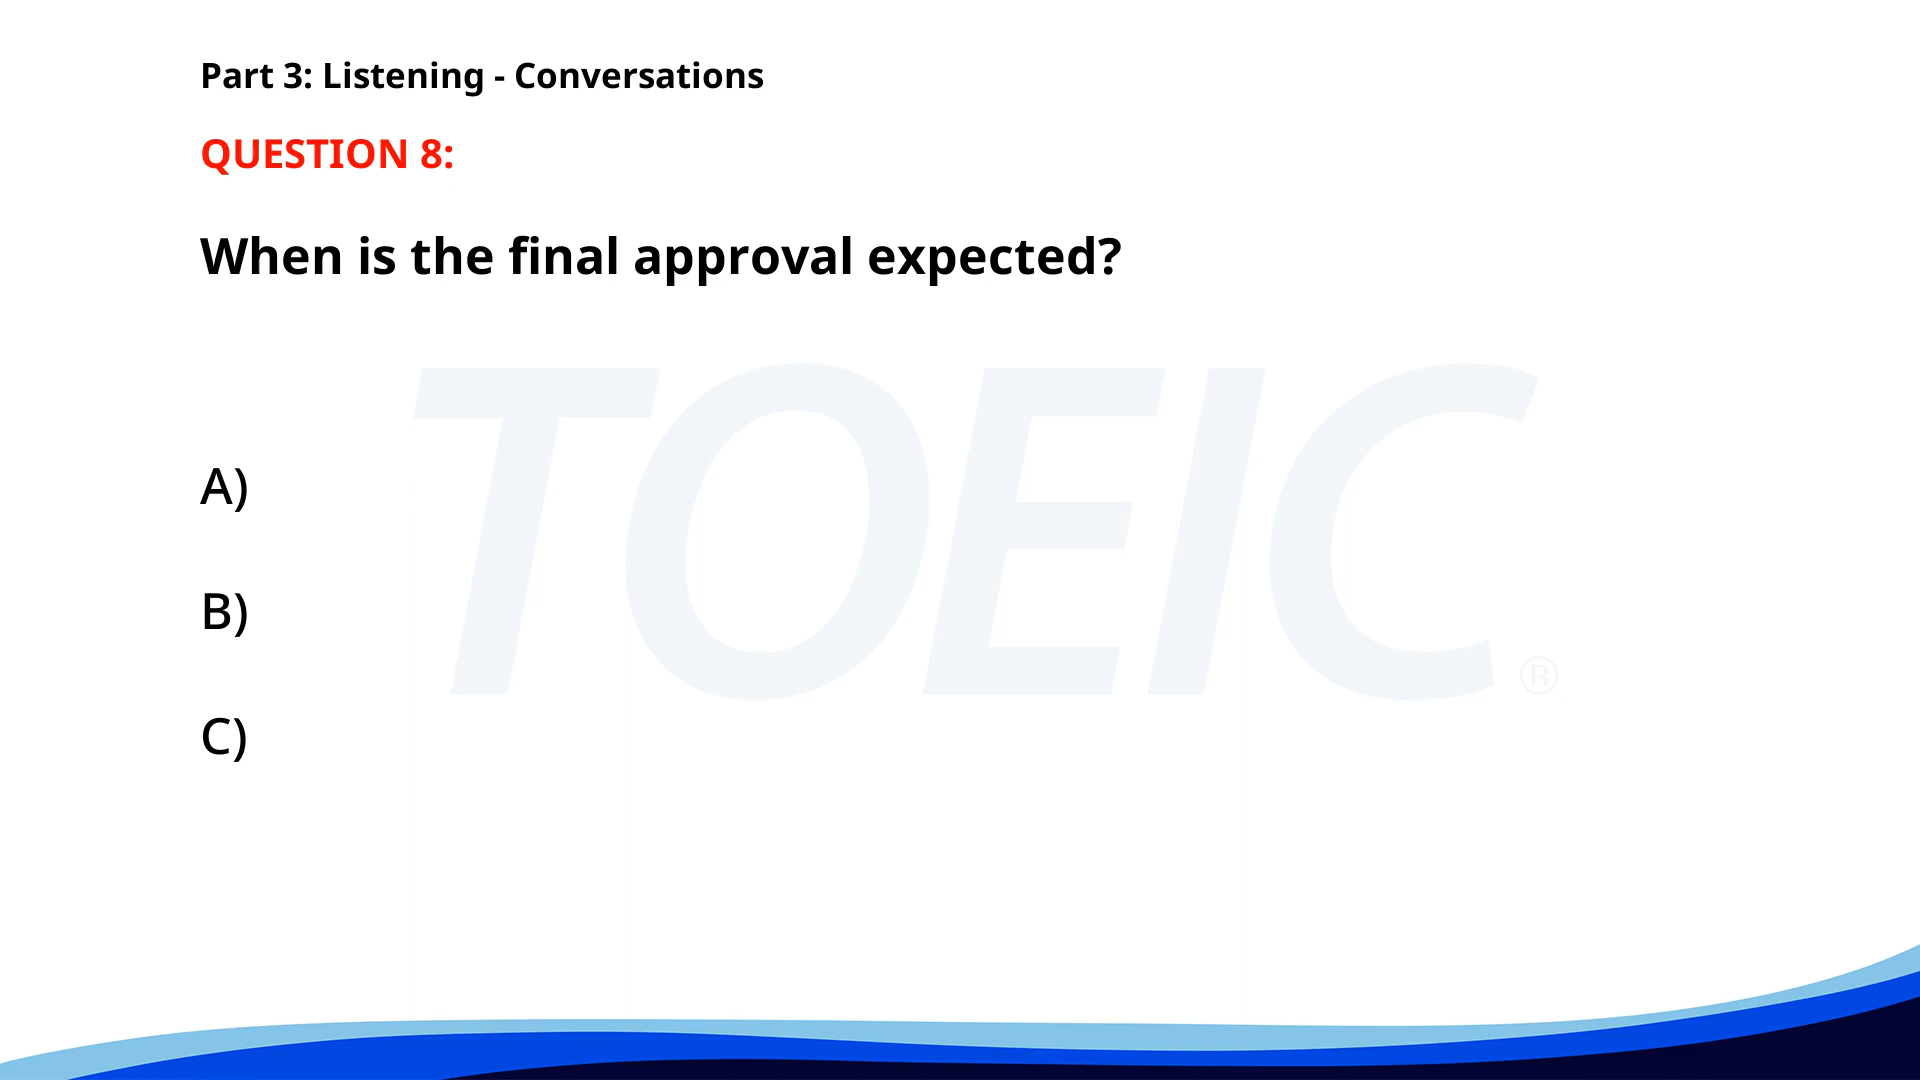 Part 3: Listening - Conversations
QUESTION 8:
When is the final approval expected?
TOEIC®
A)
B)
C)